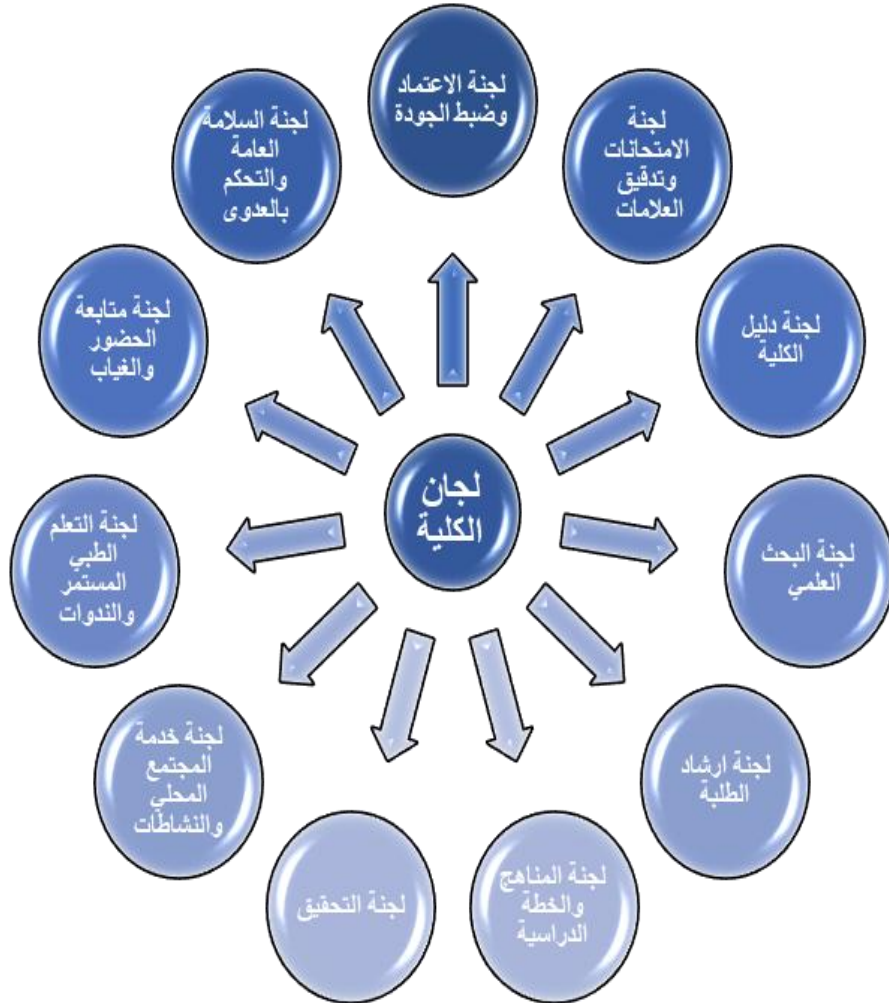 لجان
الكلية
لجنة الاعتماد
وضبط الجودة
لجنة
الامتحانات
وتدقيق
العلامات
لجنة دليل
الكلية
لجنة البحث
العلمي
لجنة ارشاد
الطلبة
لجنة المناهج
والخطة
الدراسية
لجنة التحقيق
لجنة خدمة
المجتمع
المحلي
والنشاطات
لجنة التعلم
الطبي
المستمر
والندوات
لجنة متابعة
الحضور
والغياب
لجنة السلامة
العامة
والتحكم
بالعدوى